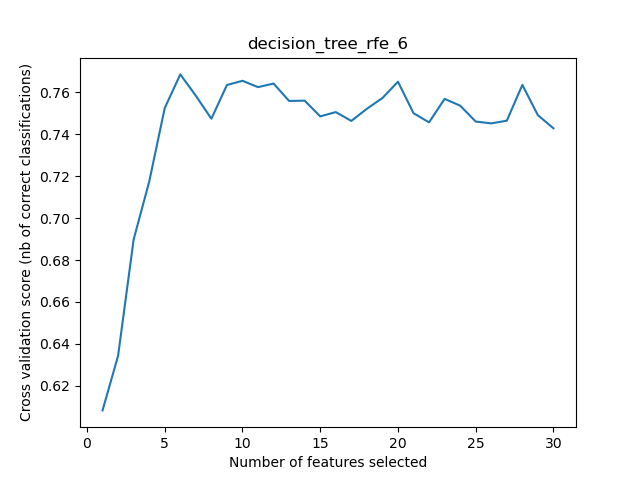 decision_tree_rfe_6
Cross validation score (nb of correct classifications)
0.76
0.74
0.72
0.70
0.68
0.66
0.64
0.62
0 5 10 15 20 25 30
Number of features selected